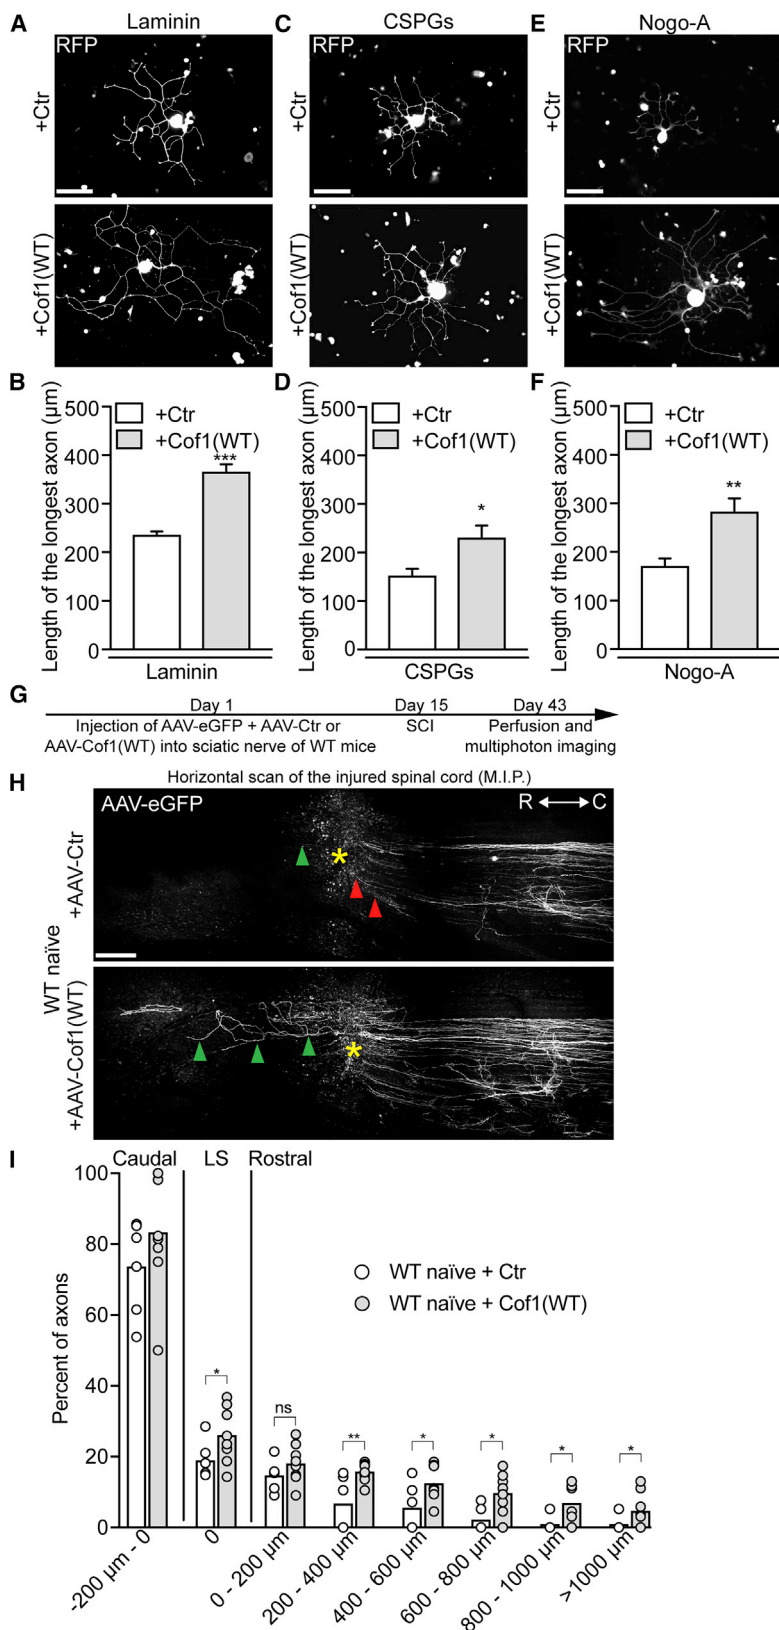 A Laminin C CSPGs E Nogo-A
RFP RFP RFP
+Ctr +Ctr +Ctr
+Cof1(WT) +Cof1(WT) +Cof1(WT)
B D F
Length of the longest axon (µm)
500
400
300
200
100
0
+Ctr
+Cof1(WT)
***
Laminin
Length of the longest axon (µm)
500
400
300
200
100
0
+Ctr
+Cof1(WT)
*
CSPGs
Length of the longest axon (µm)
500
400
300
200
100
0
+Ctr
+Cof1(WT)
**
Nogo-A
G
Day 1 Day 15 Day 43
Injection of AAV-eGFP + AAV-Ctr or SCI Perfusion and
AAV-Cof1(WT) into sciatic nerve of WT mice multiphoton imaging
H
Horizontal scan of the injured spinal cord (M.I.P.)
AAV-eGFP R C
*
*
WT naïve
+AAV-Ctr
+AAV-Cof1(WT)
I
Caudal LS Rostral
Percent of axons
100
80
60
40
20
0
WT naïve + Ctr
WT naïve + Cof1(WT)
* ns ** * * * *
-200 µm - 0
0
0 - 200 µm
200 - 400 µm
400 - 600 µm
600 - 800 µm
800 - 1000 µm
>1000 µm